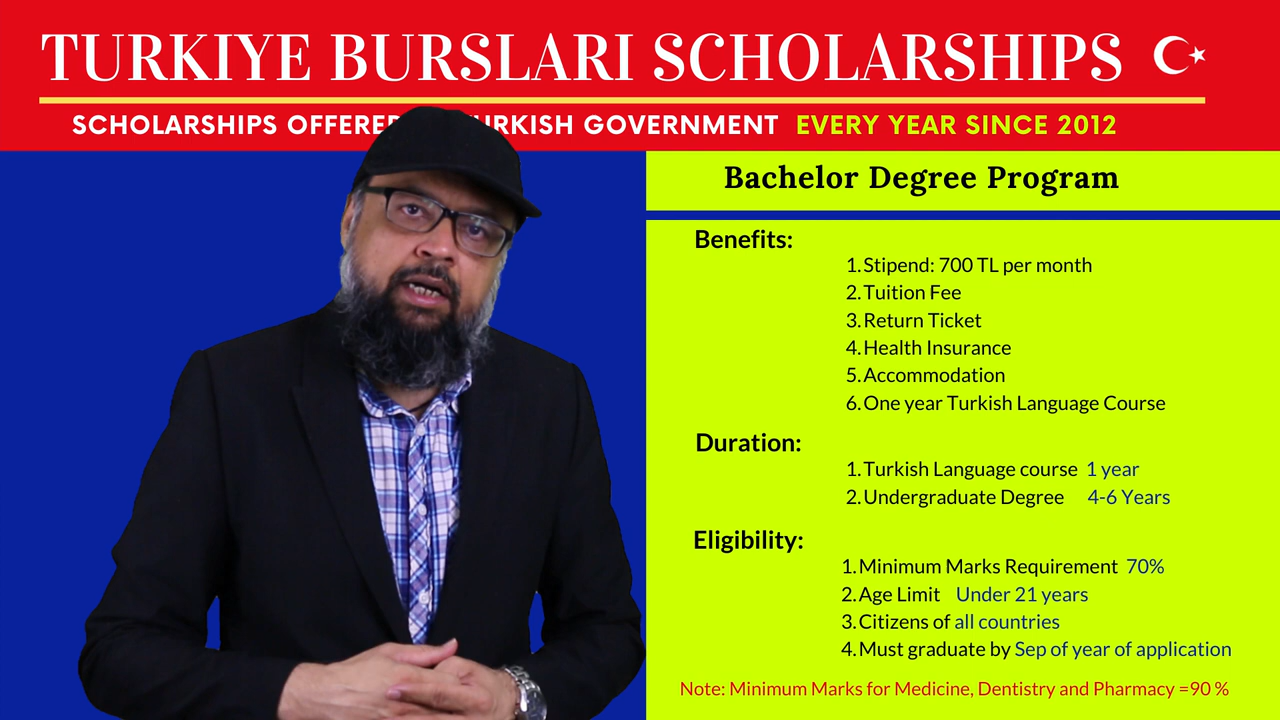 TURKIYE BURSLARI SCHOLARSHIPS
SCHOLARSHIPS OFFERED TURKISH GOVERNMENT EVERY YEAR SINCE 2012
Bachelor Degree Program
Benefits:
1.Stipend: 700 TL per month
2.Tuition Fee
3.Return Ticket
4.Health Insurance
5.Accommodation
6.One year Turkish Language Course
Duration:
1.Turkish Language course 1 year
2.Undergraduate Degree 4-6 Years
Eligibility:
1.Minimum Marks Requirement 70%
2.Age Limit Under 21 years
3.Citizens of all countries
4.Must graduate by Sep of year of application
Note: Minimum Marks for Medicine, Dentistry and Pharmacy =90 %